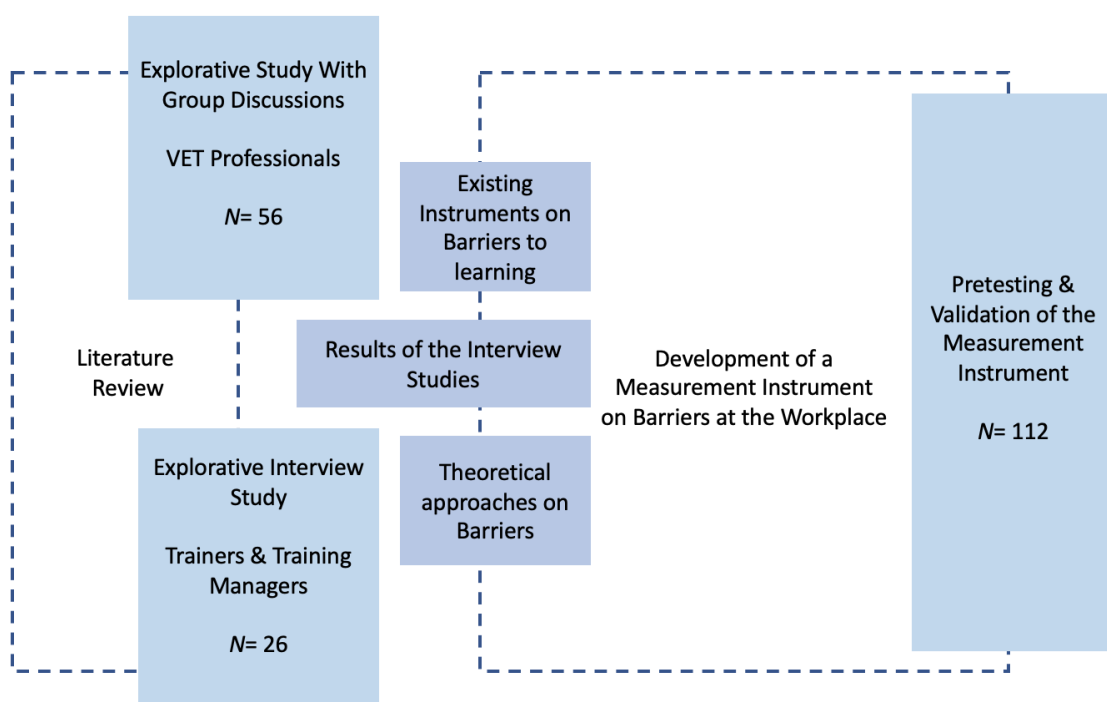 Explorative Study With
Group Discussions
VET Professionals
N= 56
Literature
Review
Explorative Interview
Study
Trainers & Training
Managers
N= 26
Existing
Instruments on
Barriers to
learning
Results of the Interview
Studies
Theoretical
approaches on
Barriers
Development of a
Measurement Instrument
on Barriers at the Workplace
Pretesting &
Validation of the
Measurement
Instrument
N= 112